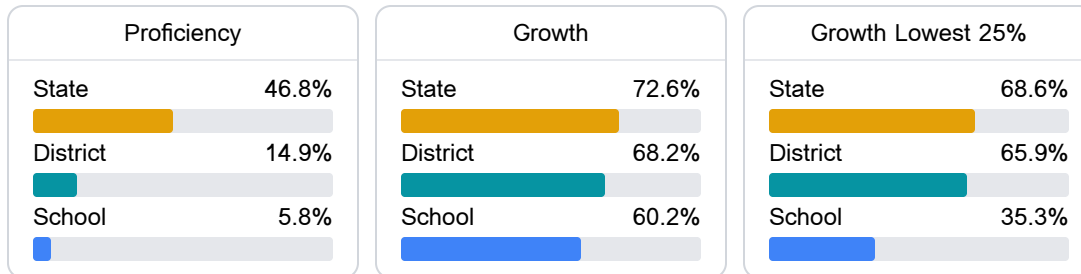 Proficiency
State 46.8%
District 14.9%
School 5.8%
Growth
State 72.6%
District 68.2%
School 60.2%
Growth Lowest 25%
State 68.6%
District 65.9%
School 35.3%